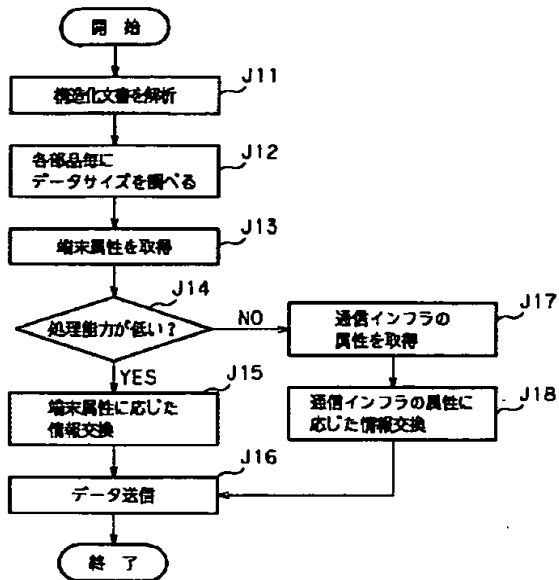 開始
J11
構造化文書を解析
J12
各部品毎に
データサイズを調べる
J13
端末属性を取得
J14
処理能力が低い?
NO
YES
J17
通信インフラの
属性を取得
J15
端末属性に応じた
情報交換
J18
通信インフラの属性に
応じた情報交換
J16
データ送信
終了